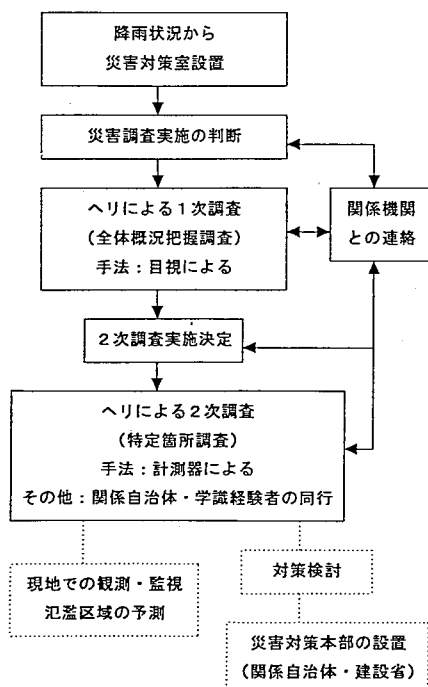 降雨状況から
災害対策室設置
災害調査実施の判断
ヘリによる１次調査
（全体概況把握調査）
手法：目視による
関係機関
との連絡
２次調査実施決定
ヘリによる２次調査
（特定箇所調査）
手法：計測器による
その他：関係自治体・学識経験者の同行
現地での観測・監視
氾濫区域の予測
対策検討
災害対策本部の設置
（関係自治体・建設省）